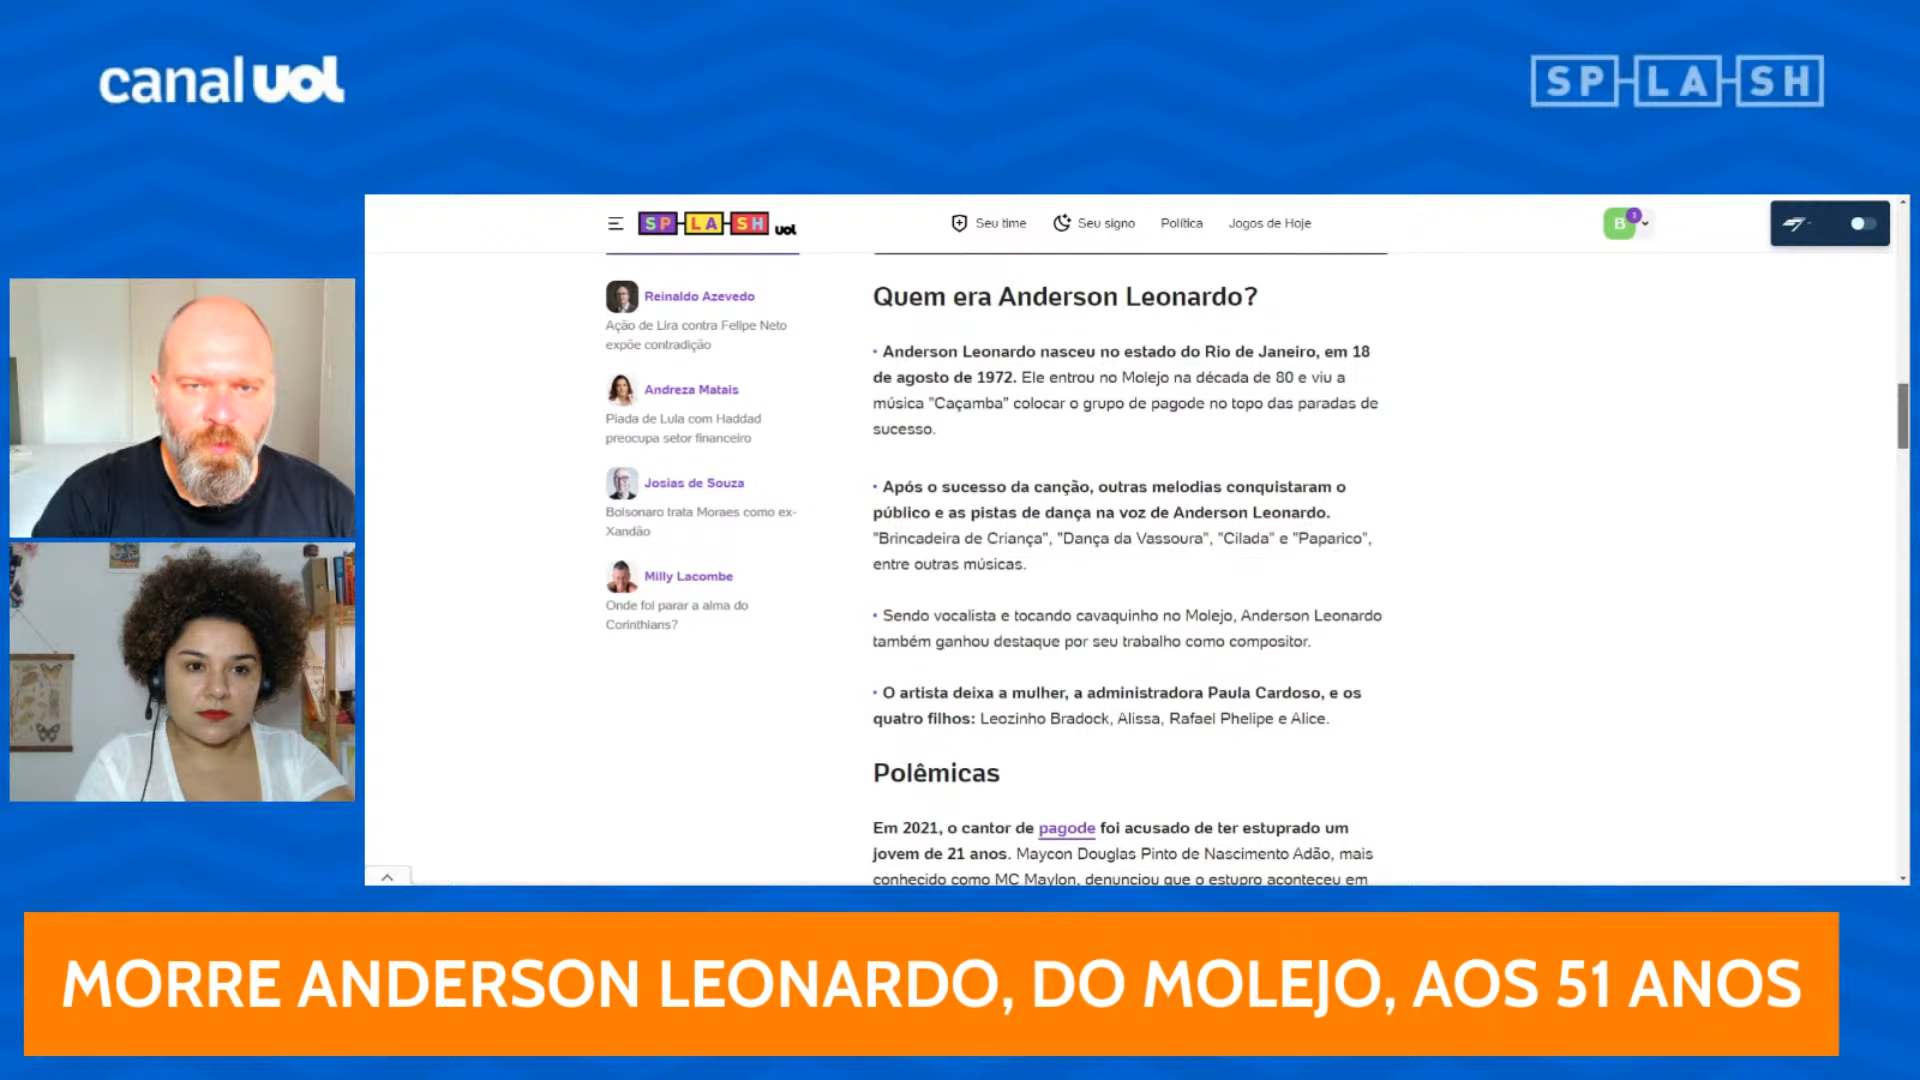 canal uol
SPLASH
SPLASH uol
Seu time
Seu signo
Política
Jogos de Hoje
B
1
Reinaldo Azevedo
Ação de Lira contra Felipe Neto
expõe contradição
Andreza Matais
Piada de Lula com Haddad
preocupa setor financeiro
Josias de Souza
Bolsonaro trata Moraes como ex-
Xandão
Milly Lacombe
Onde foi parar a alma do
Corinthians?
Quem era Anderson Leonardo?
• Anderson Leonardo nasceu no estado do Rio de Janeiro, em 18
de agosto de 1972. Ele entrou no Molejo na década de 80 e viu a
música "Caçamba" colocar o grupo de pagode no topo das paradas de
sucesso.
• Após o sucesso da canção, outras melodias conquistaram o
público e as pistas de dança na voz de Anderson Leonardo.
"Brincadeira de Criança", "Dança da Vassoura", "Cilada" e "Paparico",
entre outras músicas.
• Sendo vocalista e tocando cavaquinho no Molejo, Anderson Leonardo
também ganhou destaque por seu trabalho como compositor.
• O artista deixa a mulher, a administradora Paula Cardoso, e os
quatro filhos: Leozinho Bradock, Alissa, Rafael Phelipe e Alice.
Polêmicas
Em 2021, o cantor de pagode foi acusado de ter estuprado um
jovem de 21 anos. Maycon Douglas Pinto de Nascimento Adão, mais
conhecido como MC Maylon, denunciou que o estupro aconteceu em
MORRE ANDERSON LEONARDO, DO MOLEJO, AOS 51 ANOS